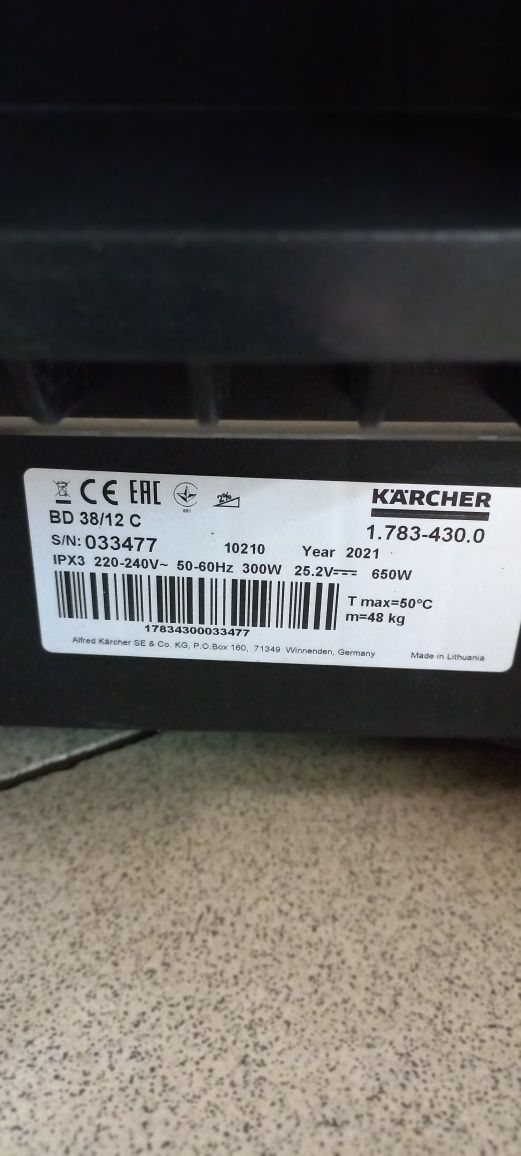 CE EAC
KÄRCHER
BD 38/12 C
1.783-430.0
S/N: 033477 10210 Year 2021
IPX3 220-240V~ 50-60Hz 300W 25.2V⎓ 650W
T max=50°C
m=48 kg
17834300033477
Alfred Kärcher SE & Co. KG, P.O.Box 160, 71349 Winnenden, Germany
Made in Lithuania